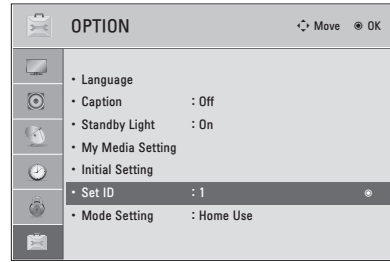 OPTION Move OK
• Language
• Caption : Off
• Standby Light : On
• My Media Setting
• Initial Setting
• Set ID : 1
• Mode Setting : Home Use